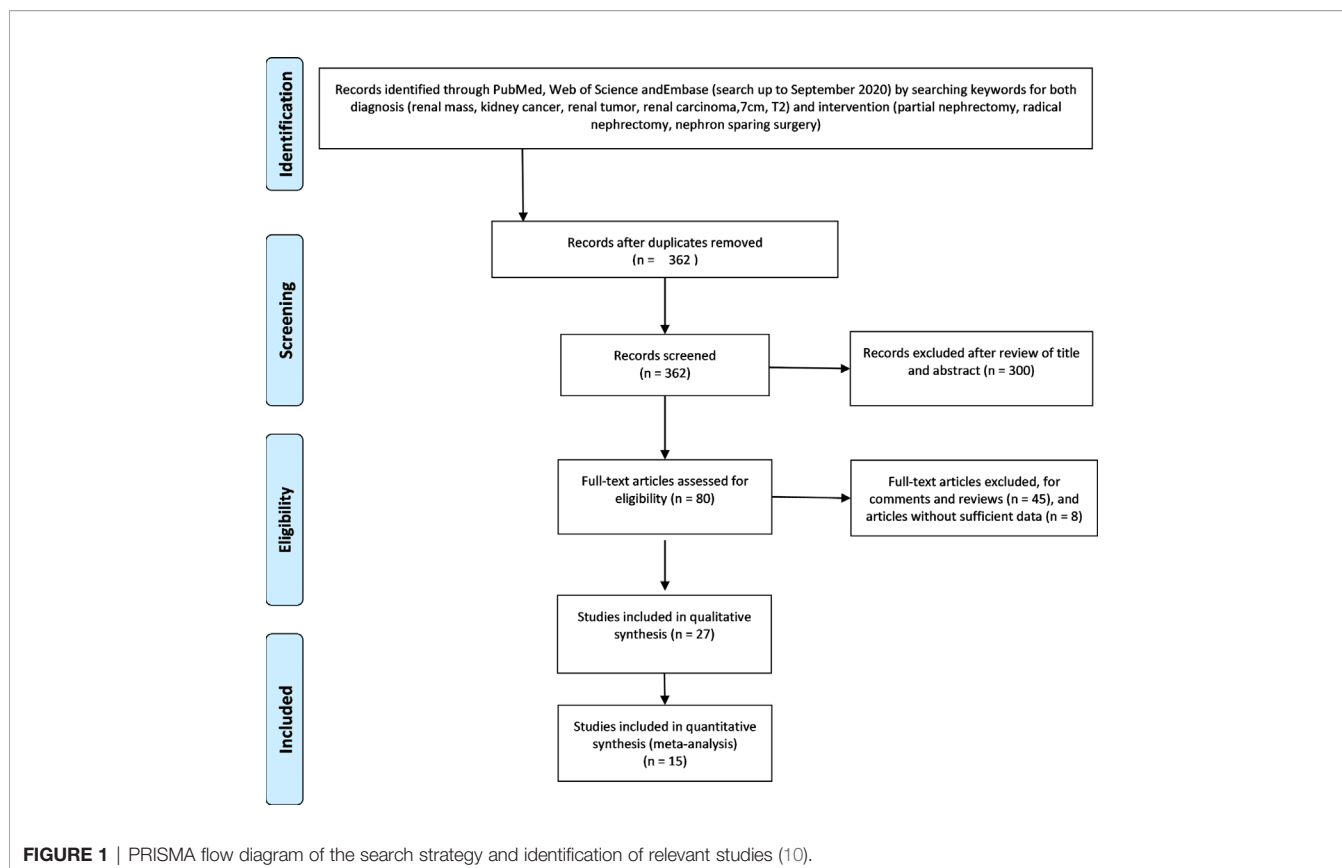 Identification
Records identified through PubMed, Web of Science andEmbase (search up to September 2020) by searching keywords for both
diagnosis (renal mass, kidney cancer, renal tumor, renal carcinoma,7cm, T2) and intervention (partial nephrectomy, radical
nephrectomy, nephron sparing surgery)
Screening
Records after duplicates removed
(n = 362 )
Records screened
(n = 362)
Records excluded after review of title
and abstract (n = 300)
Eligibility
Full-text articles assessed for
eligibility (n = 80)
Full-text articles excluded, for
comments and reviews (n = 45), and
articles without sufficient data (n = 8)
Studies included in qualitative
synthesis (n = 27)
Included
Studies included in quantitative
synthesis (meta-analysis)
(n = 15)
FIGURE 1 | PRISMA flow diagram of the search strategy and identification of relevant studies (10).